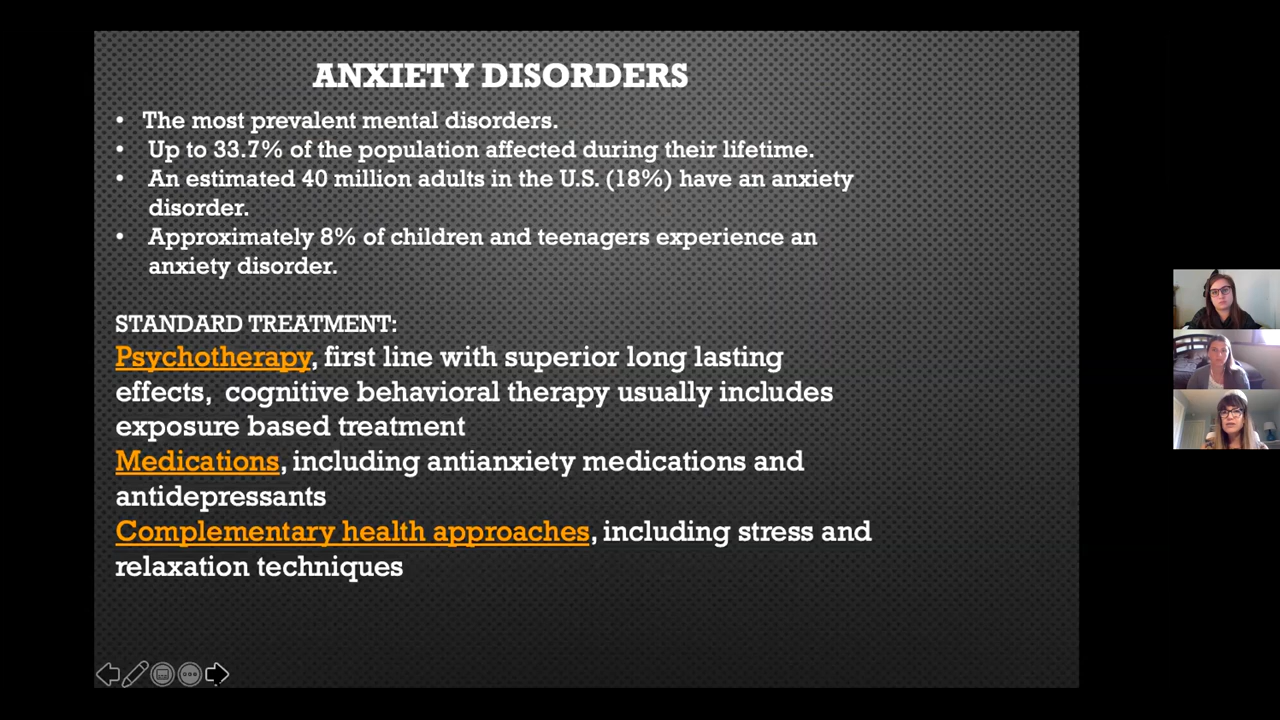 ANXIETY DISORDERS
• The most prevalent mental disorders.
• Up to 33.7% of the population affected during their lifetime.
• An estimated 40 million adults in the U.S. (18%) have an anxiety
disorder.
• Approximately 8% of children and teenagers experience an
anxiety disorder.
STANDARD TREATMENT:
Psychotherapy, first line with superior long lasting
effects, cognitive behavioral therapy usually includes
exposure based treatment
Medications, including antianxiety medications and
antidepressants
Complementary health approaches, including stress and
relaxation techniques